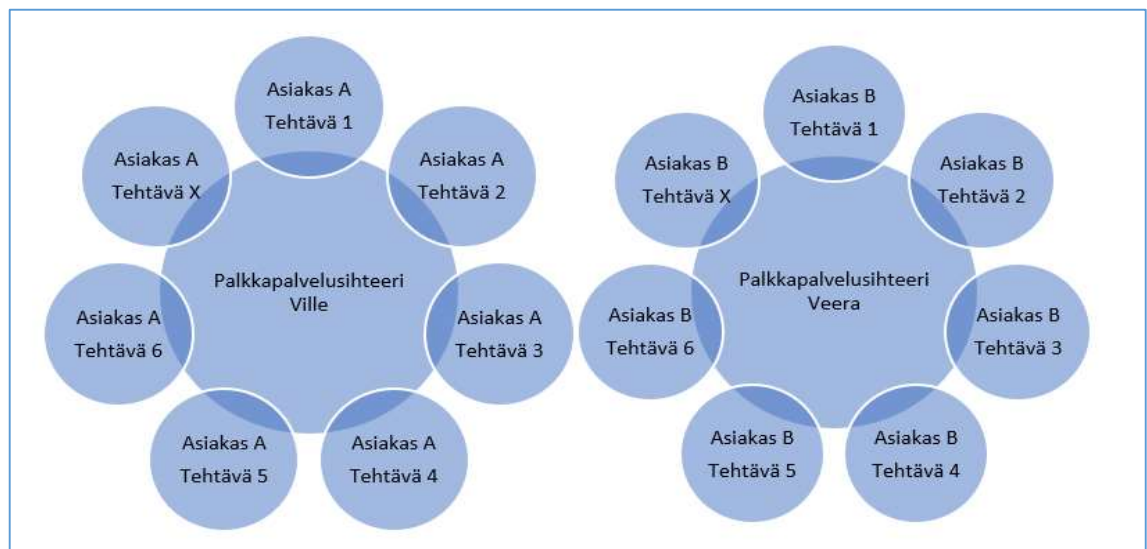 Asiakas A
Tehtävä 1
Asiakas A
Tehtävä 2
Asiakas A
Tehtävä 3
Asiakas A
Tehtävä 4
Asiakas A
Tehtävä 5
Asiakas A
Tehtävä 6
Asiakas A
Tehtävä X
Palkkapalvelusihteeri
Ville
Asiakas B
Tehtävä 1
Asiakas B
Tehtävä 2
Asiakas B
Tehtävä 3
Asiakas B
Tehtävä 4
Asiakas B
Tehtävä 5
Asiakas B
Tehtävä 6
Asiakas B
Tehtävä X
Palkkapalvelusihteeri
Veera